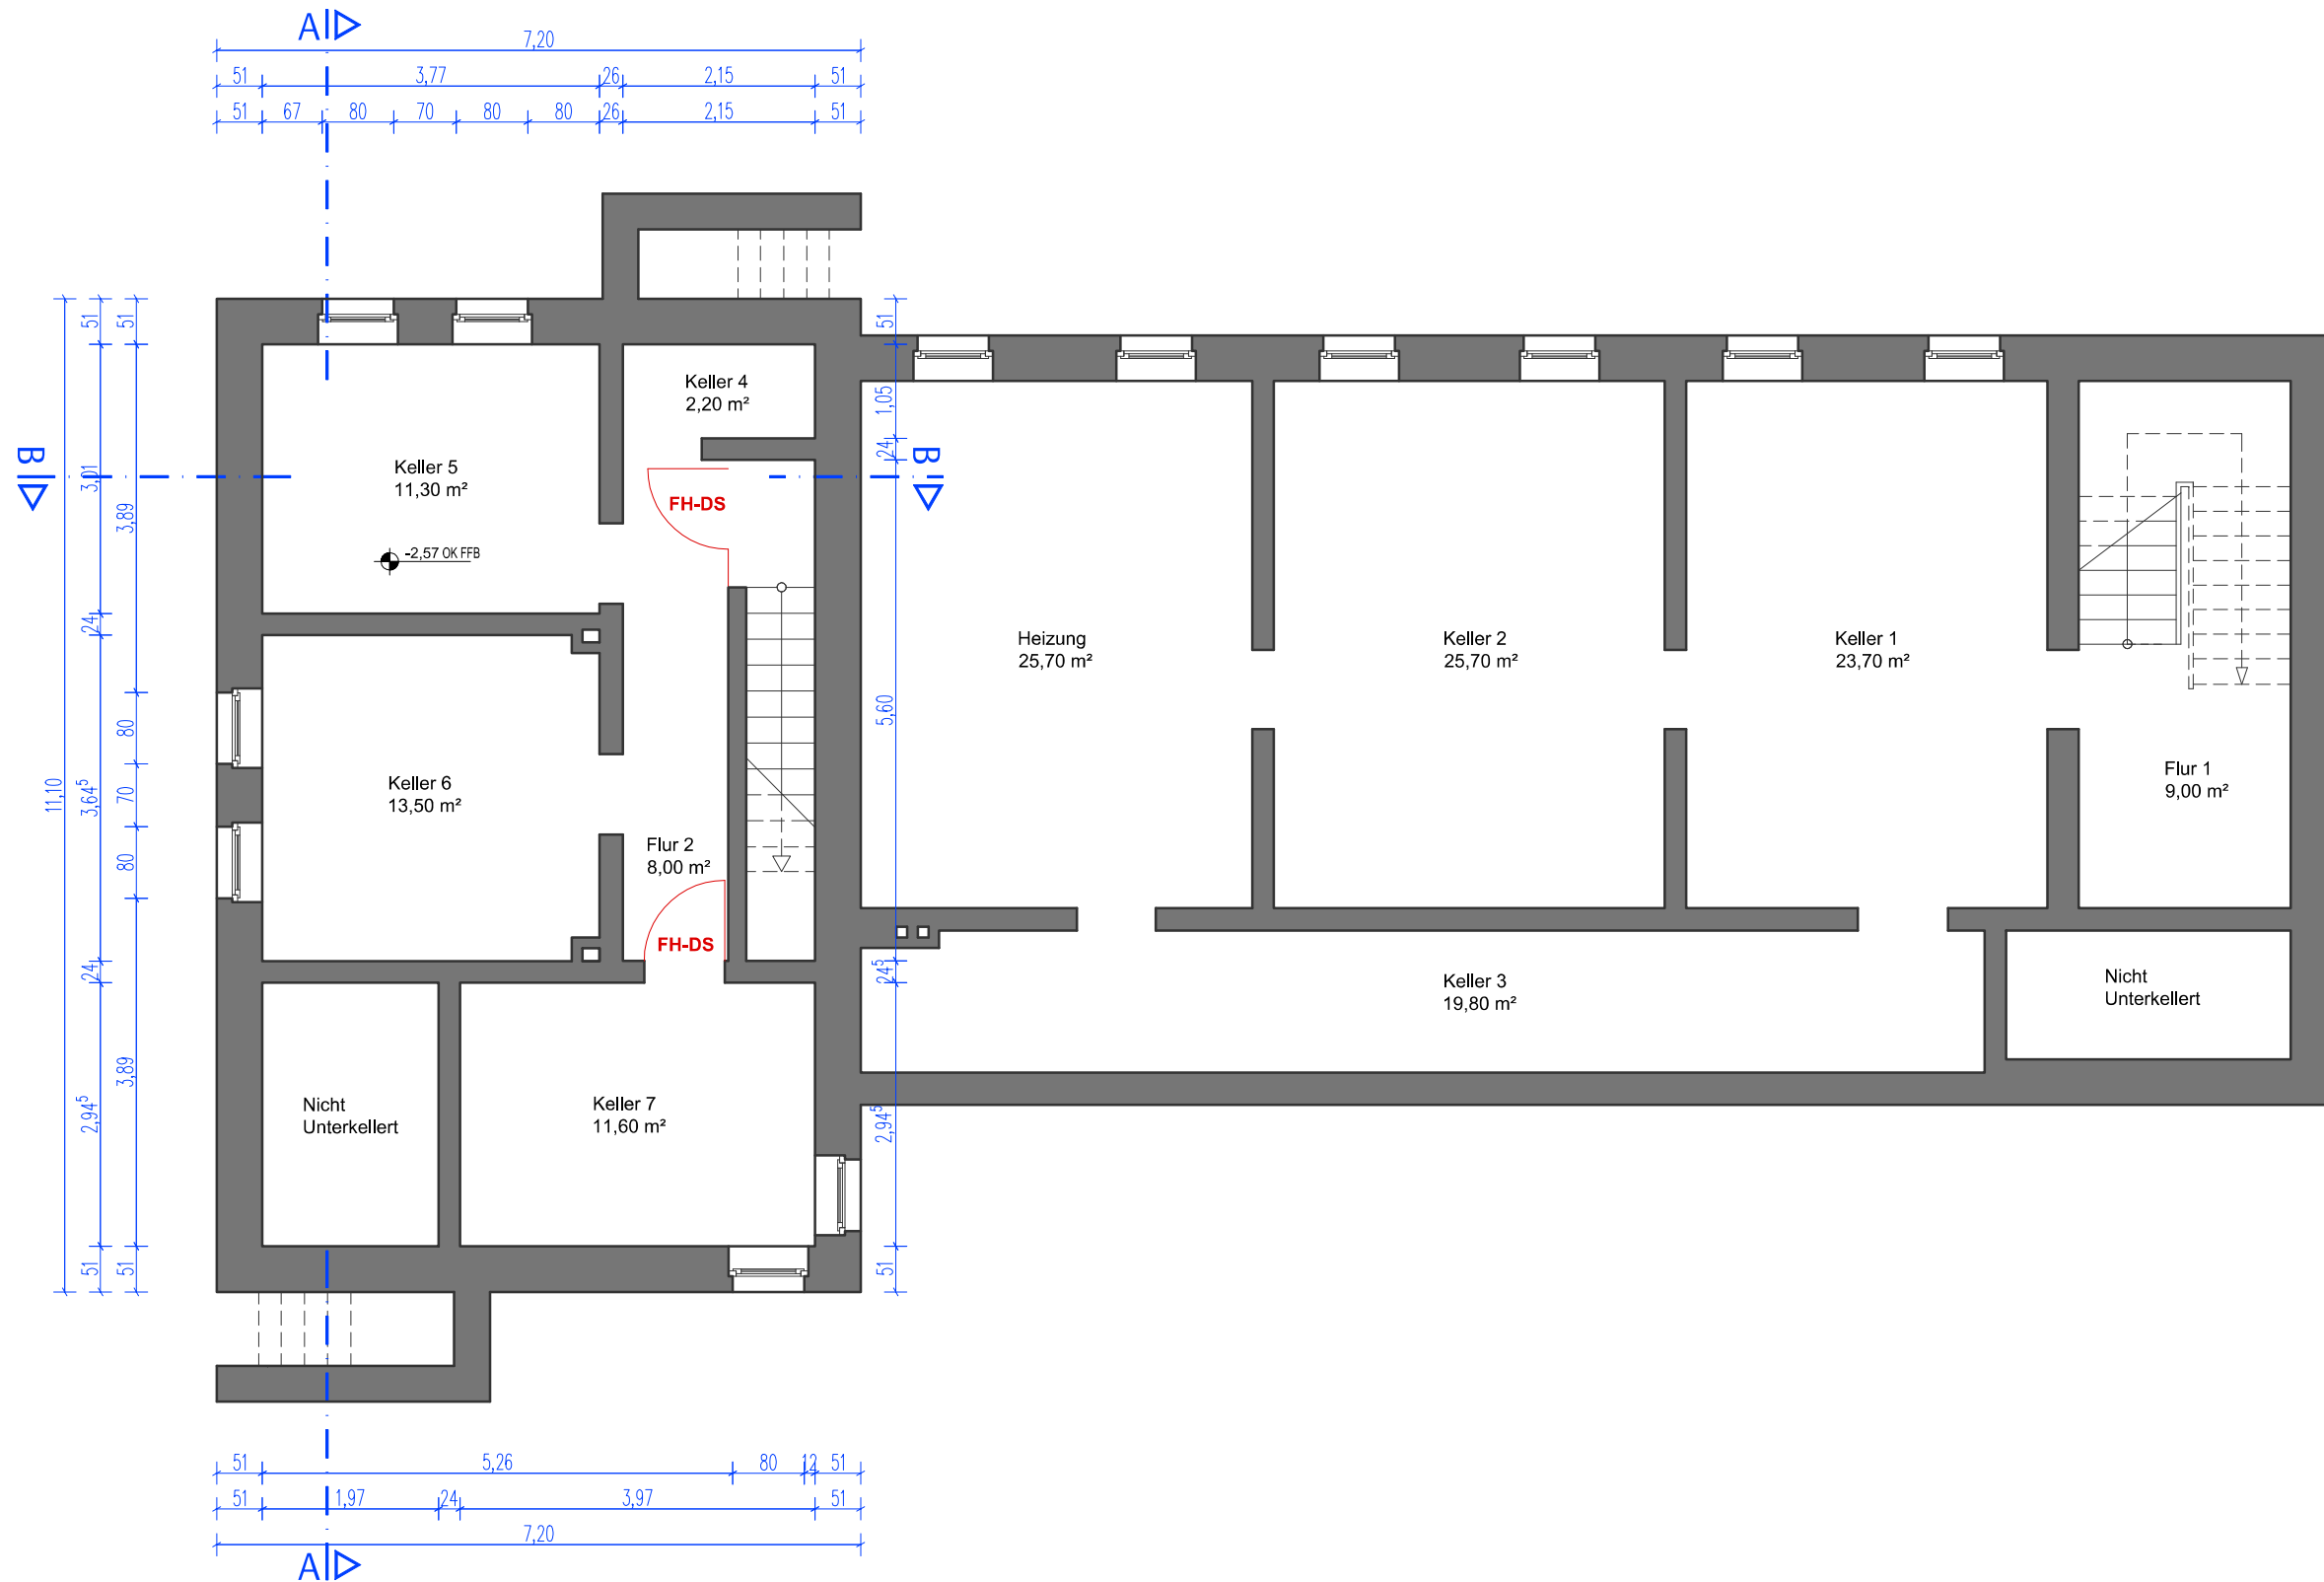 A
7,20
51 3,77 26 2,15 51
51 67 80 70 80 80 26 2,15 51
Keller 4
2,20 m²
B
B
Keller 5
11,30 m²
FH-DS
-2,57 OK FFB
Heizung
25,70 m²
Keller 2
25,70 m²
Keller 1
23,70 m²
Flur 1
9,00 m²
Keller 6
13,50 m²
Flur 2
8,00 m²
FH-DS
Keller 3
19,80 m²
Nicht
Unterkellert
Nicht
Unterkellert
Keller 7
11,60 m²
11,10
51 3,01 24 3,64⁵ 24 2,94⁵ 51
51 3,89 80 70 80 3,89 51
51 1,05 24 5,60 24⁵ 2,94⁵ 51
51 5,26 80 12 51
51 1,97 24 3,97 51
7,20
A